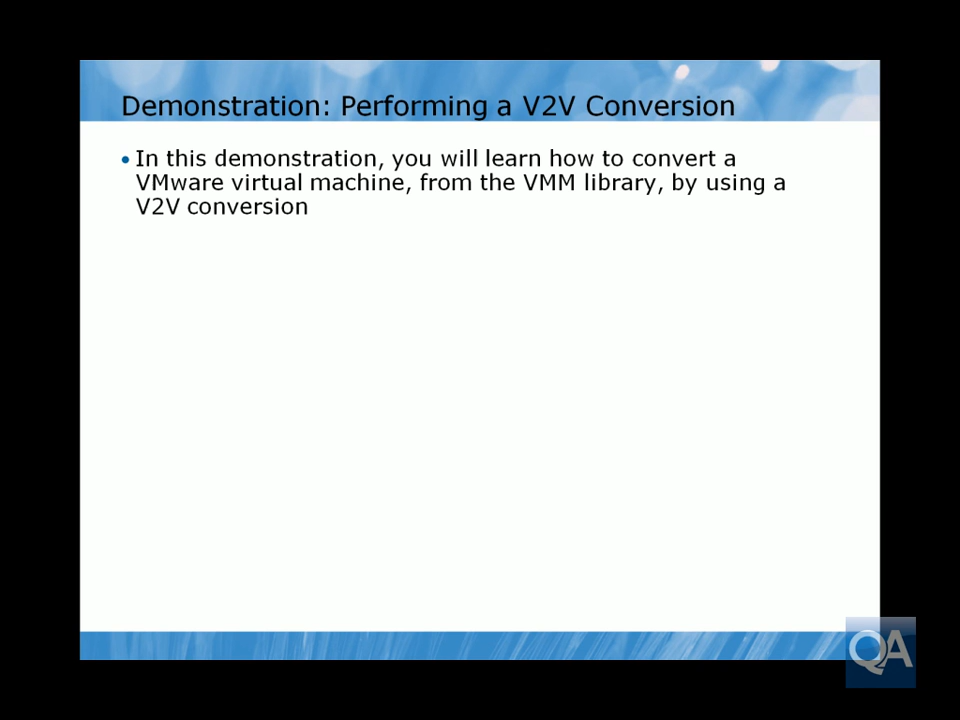 Demonstration: Performing a V2V Conversion
• In this demonstration, you will learn how to convert a
VMware virtual machine, from the VMM library, by using a
V2V conversion
QA